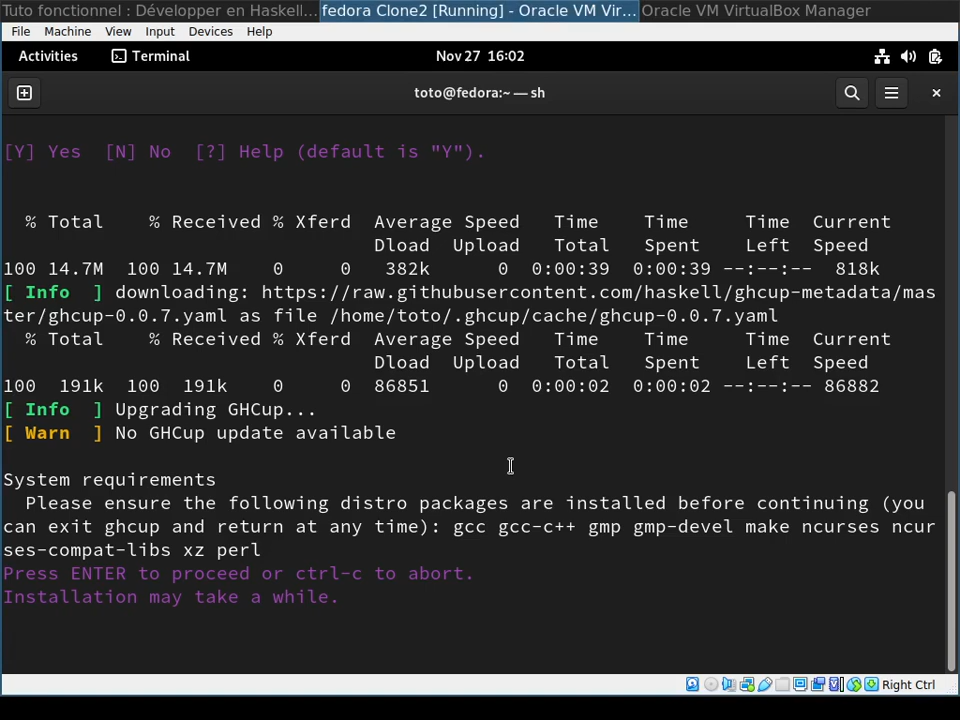 Tuto fonctionnel : Développer en Haskell... fedora Clone2 [Running] - Oracle VM Vir... Oracle VM VirtualBox Manager
File Machine View Input Devices Help
Activities Terminal Nov 27 16:02
toto@fedora:~ — sh
[Y] Yes [N] No [?] Help (default is "Y").
% Total % Received % Xferd Average Speed Time Time Time Current
Dload Upload Total Spent Left Speed
100 14.7M 100 14.7M 0 0 382k 0 0:00:39 0:00:39 --:--:-- 818k
[ Info ] downloading: https://raw.githubusercontent.com/haskell/ghcup-metadata/mas
ter/ghcup-0.0.7.yaml as file /home/toto/.ghcup/cache/ghcup-0.0.7.yaml
% Total % Received % Xferd Average Speed Time Time Time Current
Dload Upload Total Spent Left Speed
100 191k 100 191k 0 0 86851 0 0:00:02 0:00:02 --:--:-- 86882
[ Info ] Upgrading GHCup...
[ Warn ] No GHCup update available
System requirements
Please ensure the following distro packages are installed before continuing (you
can exit ghcup and return at any time): gcc gcc-c++ gmp gmp-devel make ncurses ncur
ses-compat-libs xz perl
Press ENTER to proceed or ctrl-c to abort.
Installation may take a while.
Right Ctrl